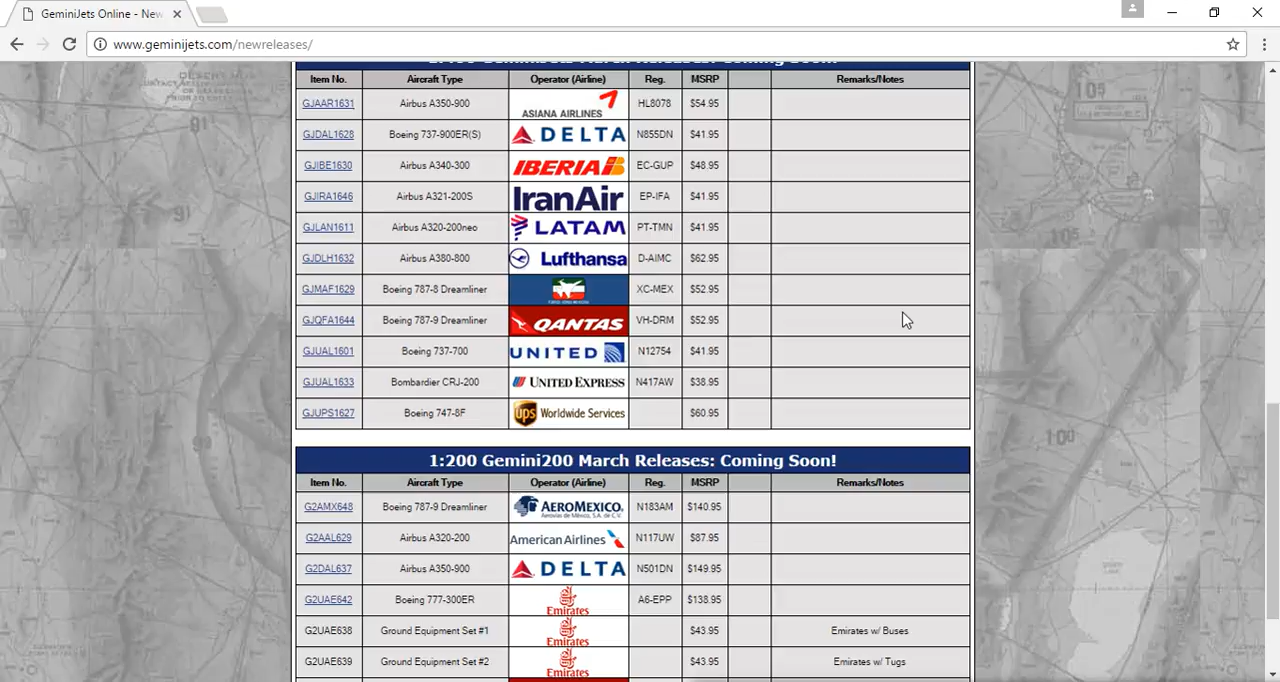 GeminiJets Online - New
www.geminijets.com/newreleases/
Item No. Aircraft Type Operator (Airline) Reg. MSRP Remarks/Notes
GJAAR1631 Airbus A350-900 ASIANA AIRLINES HL8078 $54.95
GJDAL1628 Boeing 737-900ER(S) DELTA N855DN $41.95
GJIBE1630 Airbus A340-300 IBERIA EC-GUP $48.95
GJIRA1646 Airbus A321-200S IranAir EP-IFA $41.95
GJLAN1611 Airbus A320-200neo LATAM PT-TMN $41.95
GJDLH1632 Airbus A380-800 Lufthansa D-AIMC $62.95
GJMAF1629 Boeing 787-8 Dreamliner XC-MEX $52.95
GJQFA1644 Boeing 787-9 Dreamliner QANTAS VH-DRM $52.95
GJUAL1601 Boeing 737-700 UNITED N12754 $41.95
GJUAL1633 Bombardier CRJ-200 UNITED EXPRESS N417AW $38.95
GJUPS1627 Boeing 747-8F ups Worldwide Services $60.95
1:200 Gemini200 March Releases: Coming Soon!
Item No. Aircraft Type Operator (Airline) Reg. MSRP Remarks/Notes
G2AMX648 Boeing 787-9 Dreamliner AEROMEXICO. Aerovias de México, S.A. de C.V. N183AM $140.95
G2AAL629 Airbus A320-200 American Airlines N117UW $87.95
G2DAL637 Airbus A350-900 DELTA N501DN $149.95
G2UAE642 Boeing 777-300ER Emirates A6-EPP $138.95
G2UAE638 Ground Equipment Set #1 Emirates $43.95 Emirates w/ Buses
G2UAE639 Ground Equipment Set #2 Emirates $43.95 Emirates w/ Tugs